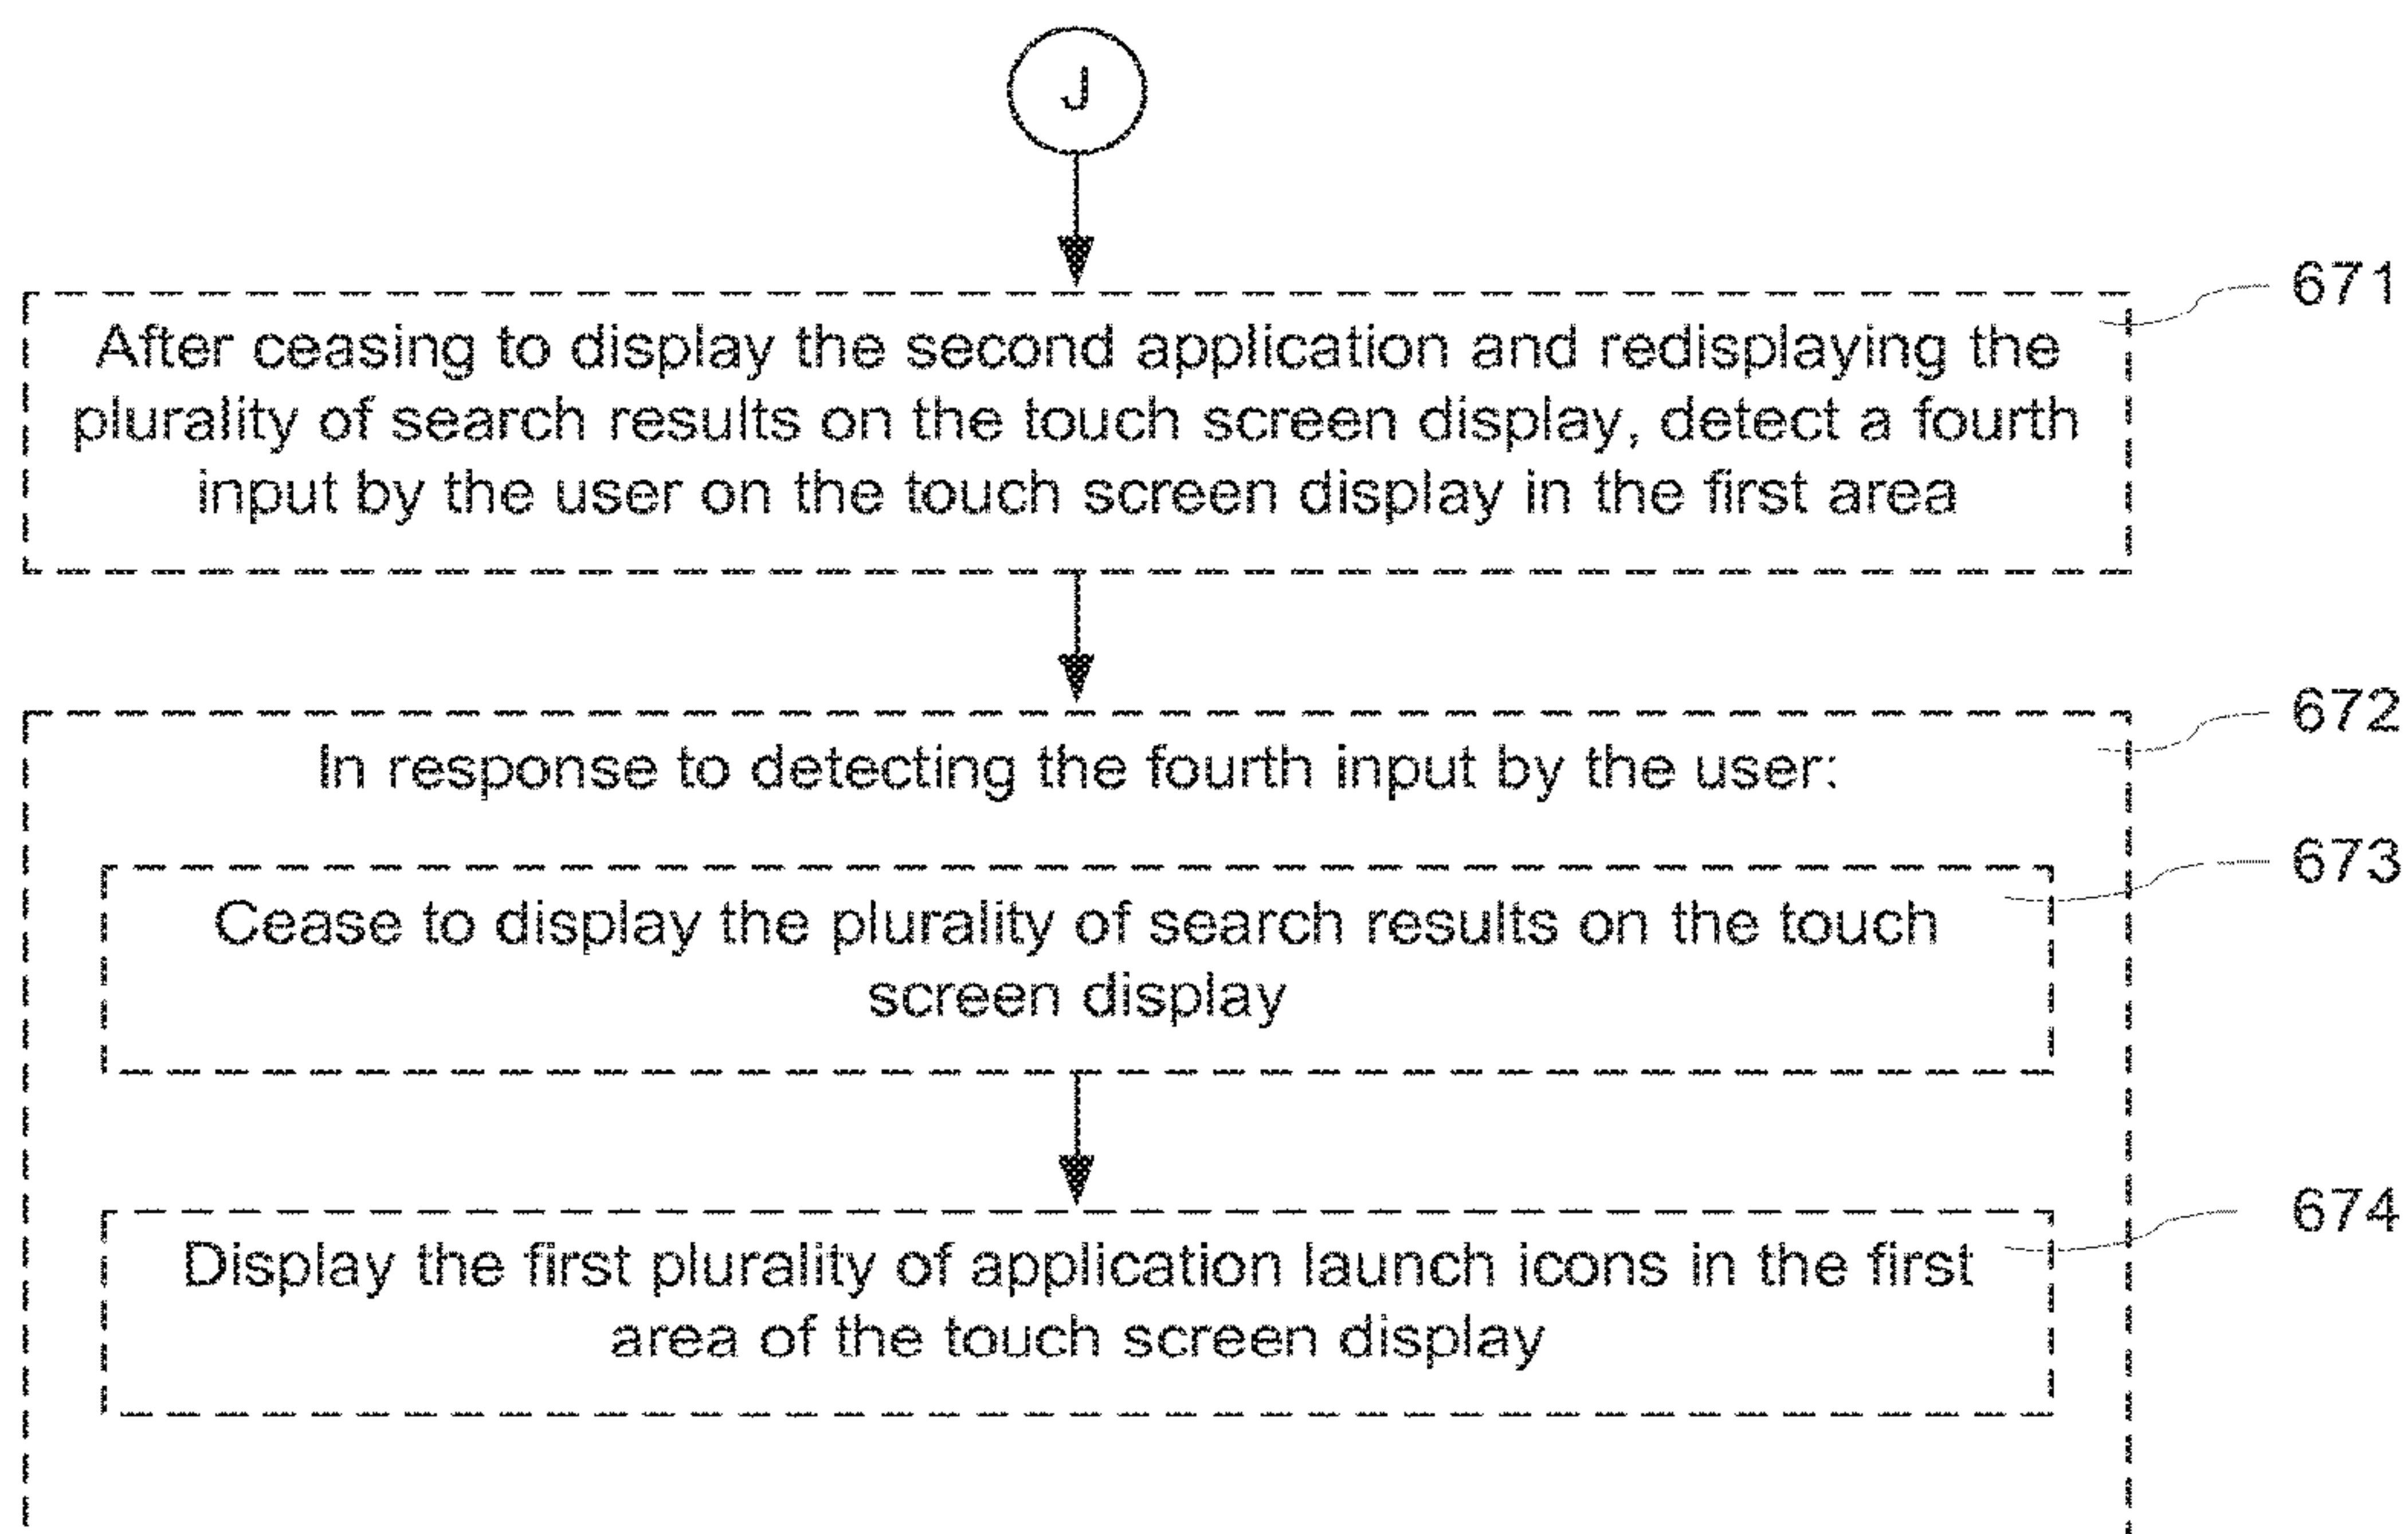 J
671
After ceasing to display the second application and redisplaying the
plurality of search results on the touch screen display, detect a fourth
input by the user on the touch screen display in the first area
672
In response to detecting the fourth input by the user:
673
Cease to display the plurality of search results on the touch
screen display
674
Display the first plurality of application launch icons in the first
area of the touch screen display